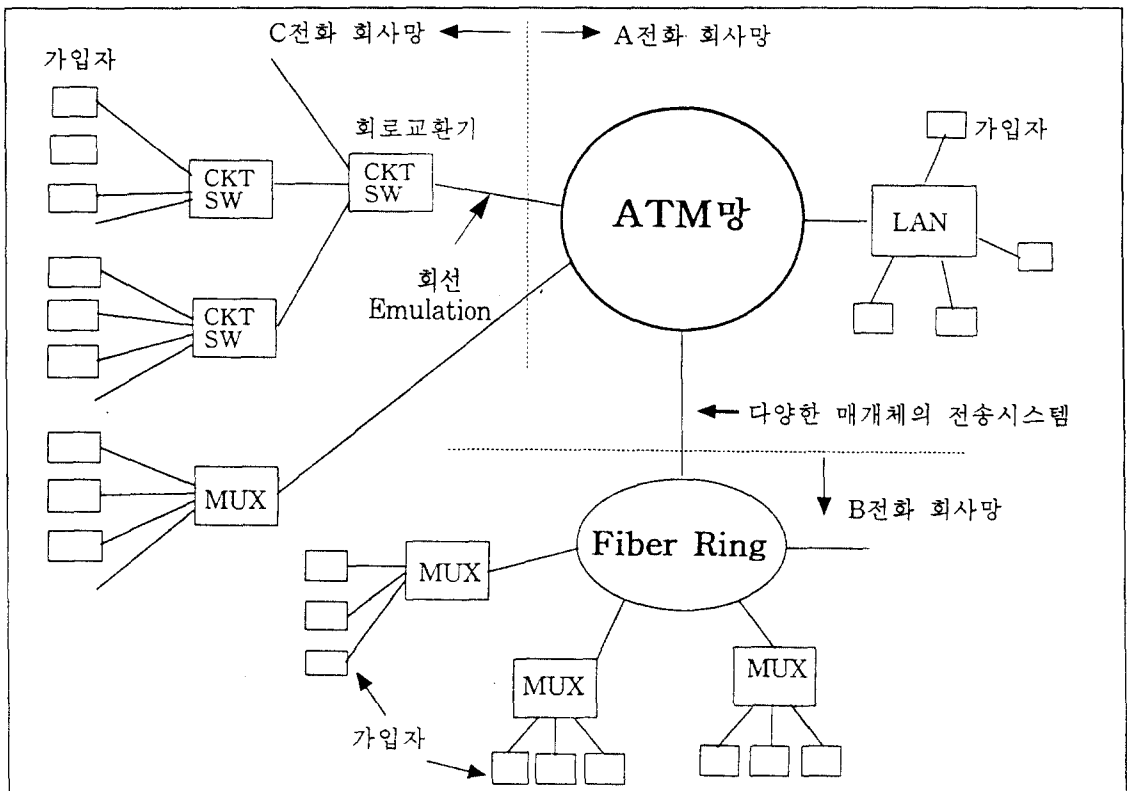 C전화 회사망
A전화 회사망
가입자
회로교환기
가입자
CKT
SW
CKT
SW
ATM망
LAN
회선
Emulation
CKT
SW
다양한 매개체의 전송시스템
MUX
B전화 회사망
Fiber Ring
MUX
MUX
MUX
가입자